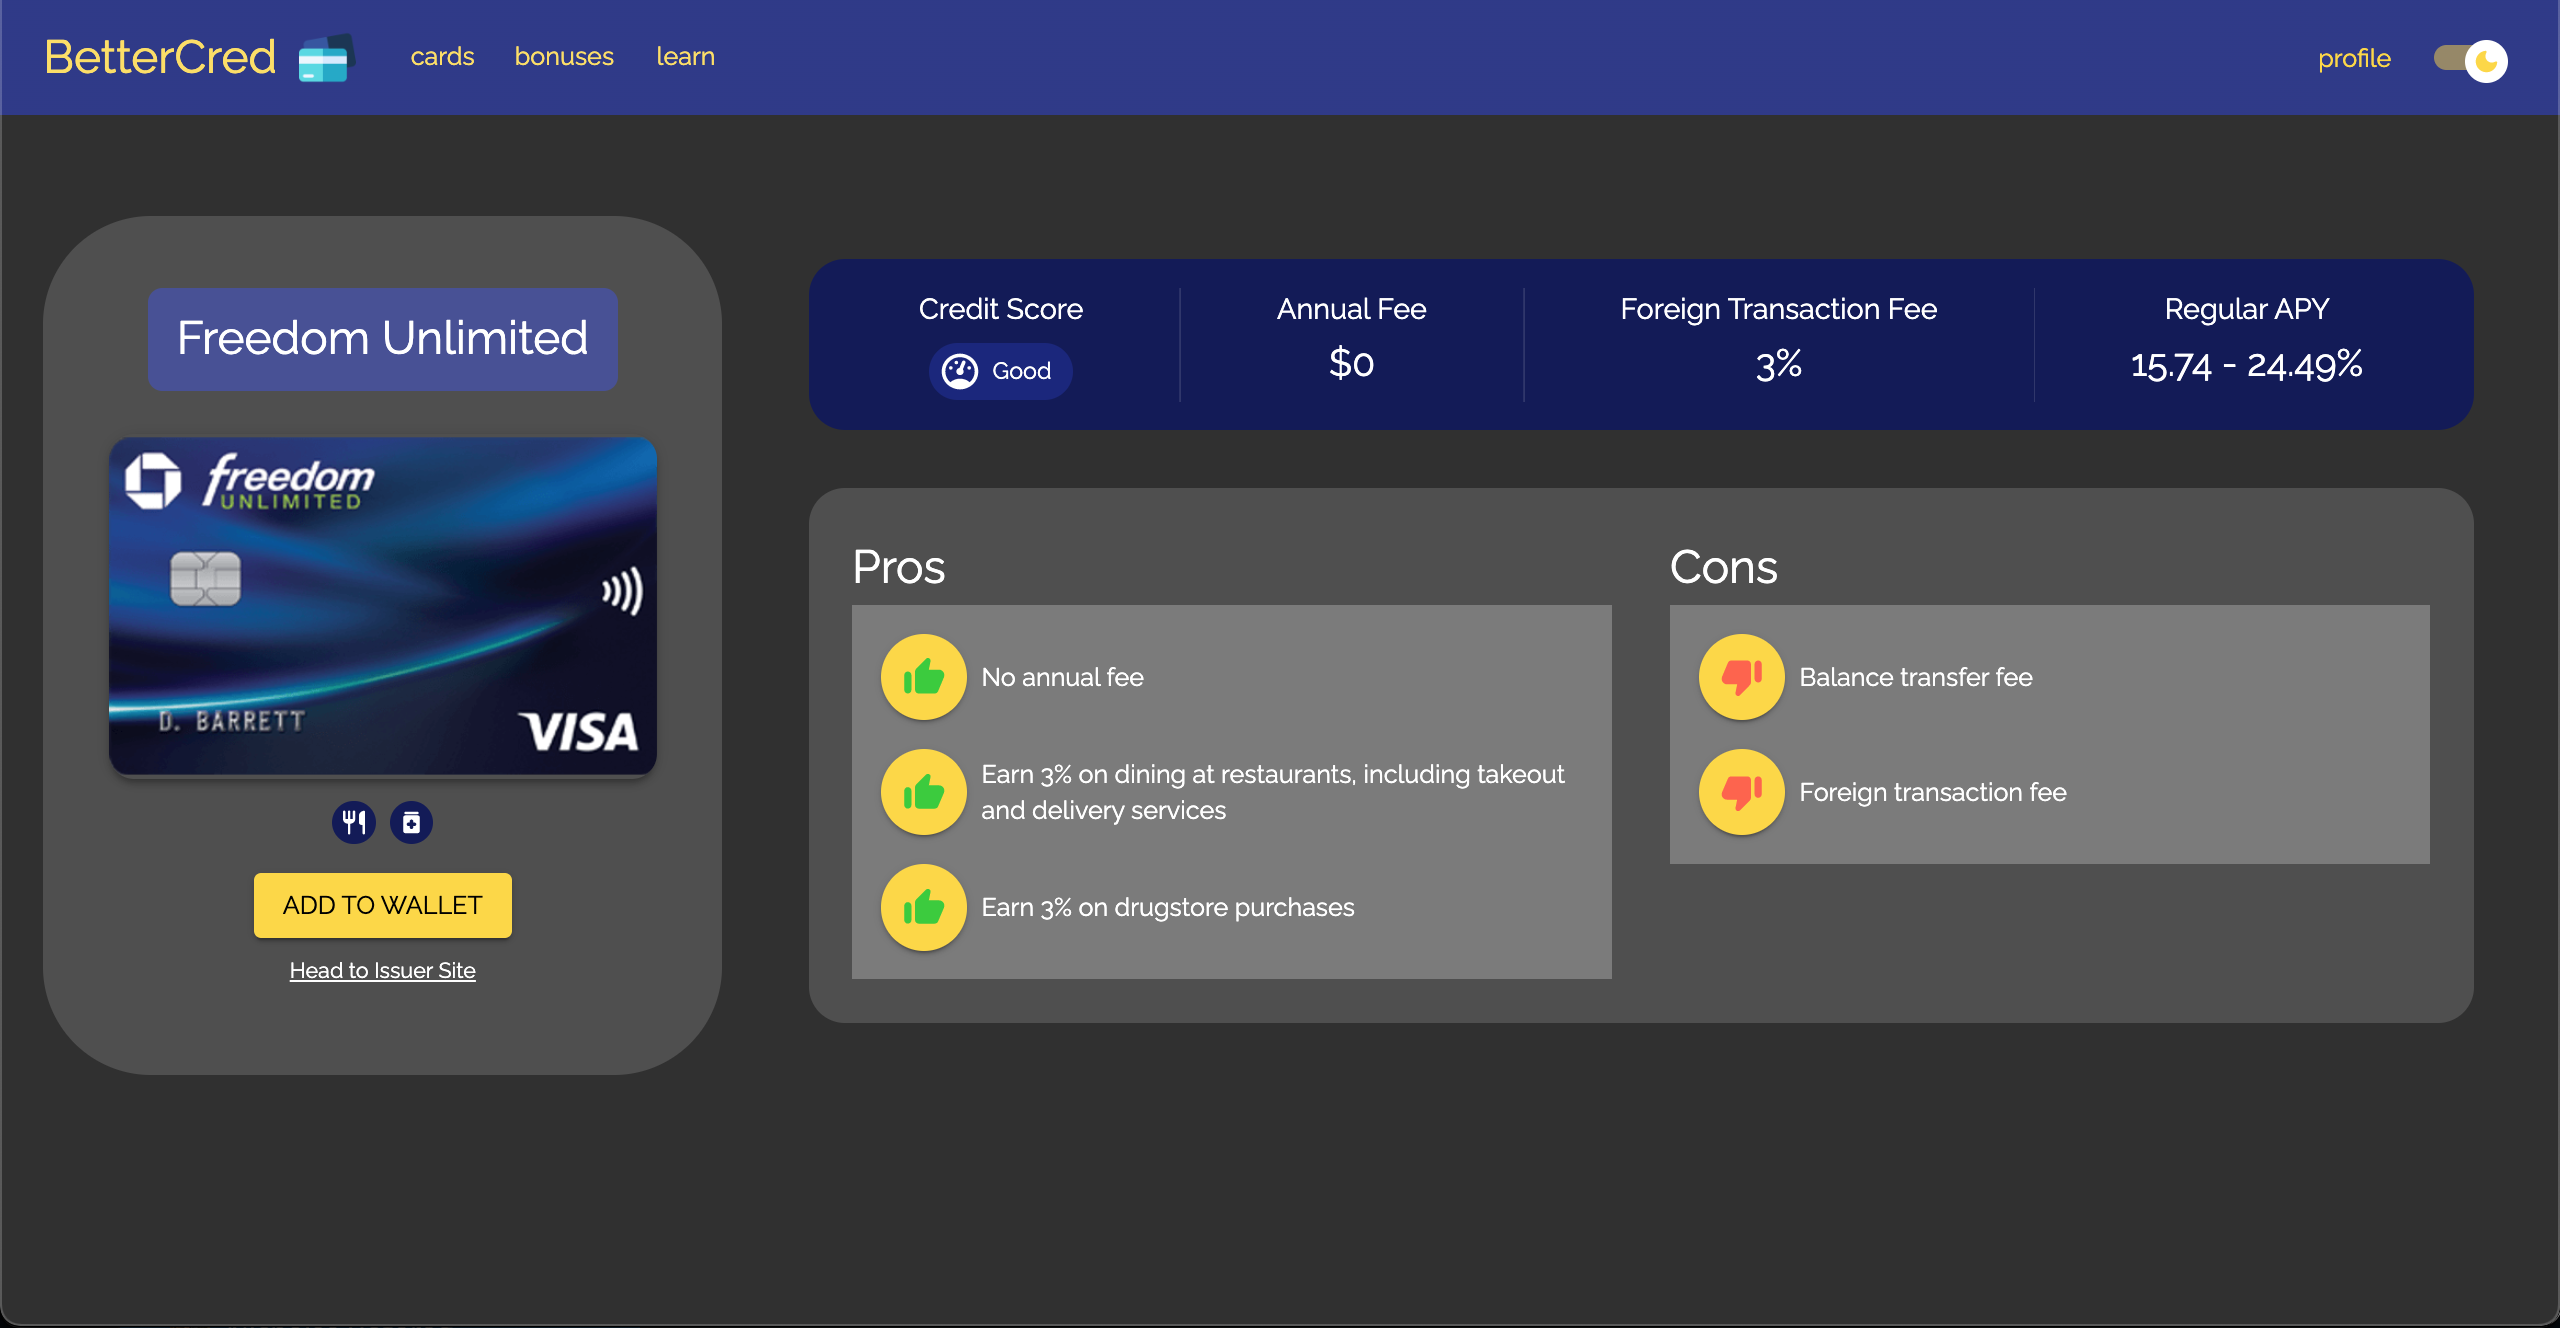 BetterCred
cards
bonuses
learn
profile
Freedom Unlimited
freedom
UNLIMITED
D. BARRETT
VISA
ADD TO WALLET
Head to Issuer Site
Credit Score
Good
Annual Fee
$0
Foreign Transaction Fee
3%
Regular APY
15.74 - 24.49%
Pros
No annual fee
Earn 3% on dining at restaurants, including takeout
and delivery services
Earn 3% on drugstore purchases
Cons
Balance transfer fee
Foreign transaction fee